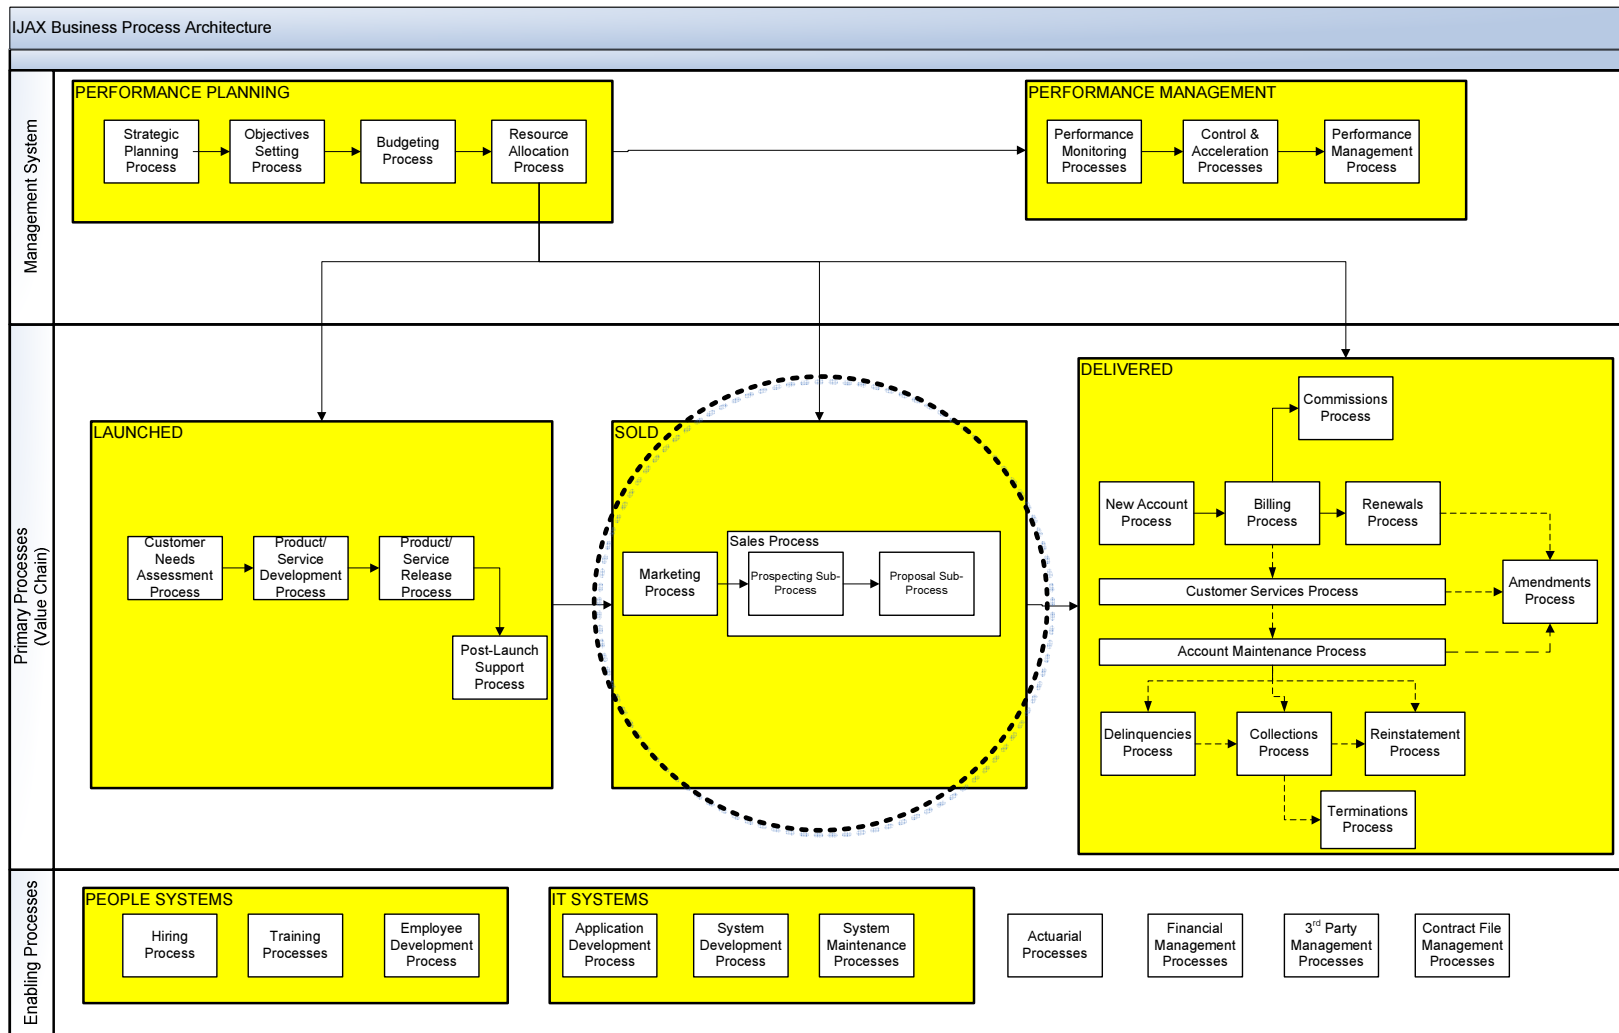 IJAX Business Process Architecture
Management System
PERFORMANCE PLANNING
Strategic
Planning
Process
Objectives
Setting
Process
Budgeting
Process
Resource
Allocation
Process
PERFORMANCE MANAGEMENT
Performance
Monitoring
Processes
Control &
Acceleration
Processes
Performance
Management
Process
Primary Processes
(Value Chain)
LAUNCHED
Customer
Needs
Assessment
Process
Product/
Service
Development
Process
Product/
Service
Release
Process
Post-Launch
Support
Process
SOLD
Marketing
Process
Sales Process
Prospecting Sub-
Process
Proposal Sub-
Process
DELIVERED
Commissions
Process
New Account
Process
Billing
Process
Renewals
Process
Customer Services Process
Amendments
Process
Account Maintenance Process
Delinquencies
Process
Collections
Process
Reinstatement
Process
Terminations
Process
Enabling Processes
PEOPLE SYSTEMS
Hiring
Process
Training
Processes
Employee
Development
Process
IT SYSTEMS
Application
Development
Process
System
Development
Process
System
Maintenance
Processes
Actuarial
Processes
Financial
Management
Processes
3rd Party
Management
Processes
Contract File
Management
Processes